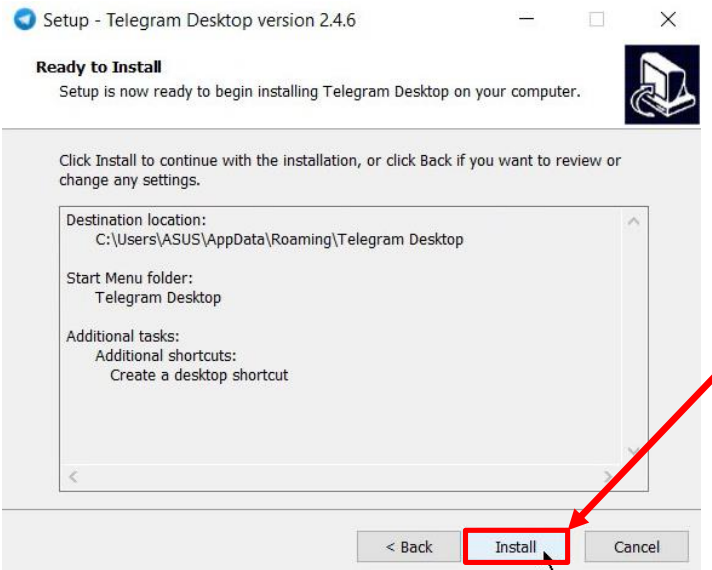 Setup - Telegram Desktop version 2.4.6
Ready to Install
Setup is now ready to begin installing Telegram Desktop on your computer.
Click Install to continue with the installation, or click Back if you want to review or
change any settings.
Destination location:
C:\Users\ASUS\AppData\Roaming\Telegram Desktop
Start Menu folder:
Telegram Desktop
Additional tasks:
Additional shortcuts:
Create a desktop shortcut
< Back Install Cancel